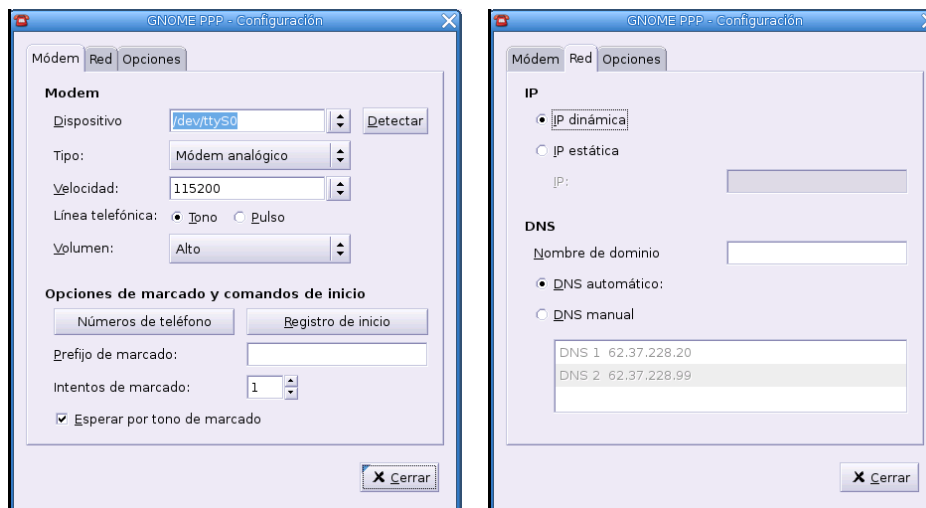 GNOME PPP - Configuración
Módem Red Opciones
Modem
Dispositivo /dev/ttyS0 Detectar
Tipo: Módem analógico
Velocidad: 115200
Línea telefónica: Tono Pulso
Volumen: Alto
Opciones de marcado y comandos de inicio
Números de teléfono Registro de inicio
Prefijo de marcado:
Intentos de marcado: 1
Esperar por tono de marcado
Cerrar
GNOME PPP - Configuración
Módem Red Opciones
IP
IP dinámica
IP estática
IP:
DNS
Nombre de dominio
DNS automático:
DNS manual
DNS 1 62.37.228.20
DNS 2 62.37.228.99
Cerrar